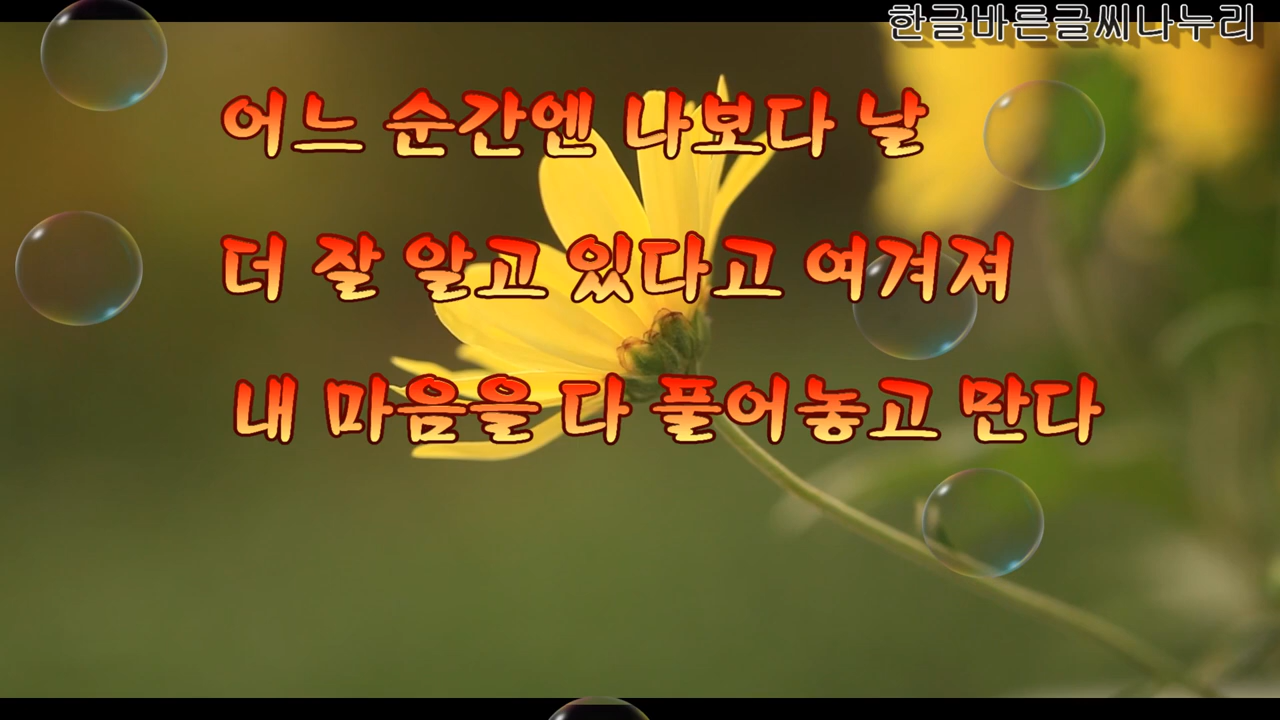 한글바른글씨나누리
어느 순간엔 나보다 날
더 잘 알고 있다고 여겨져
내 마음을 다 풀어놓고 만다